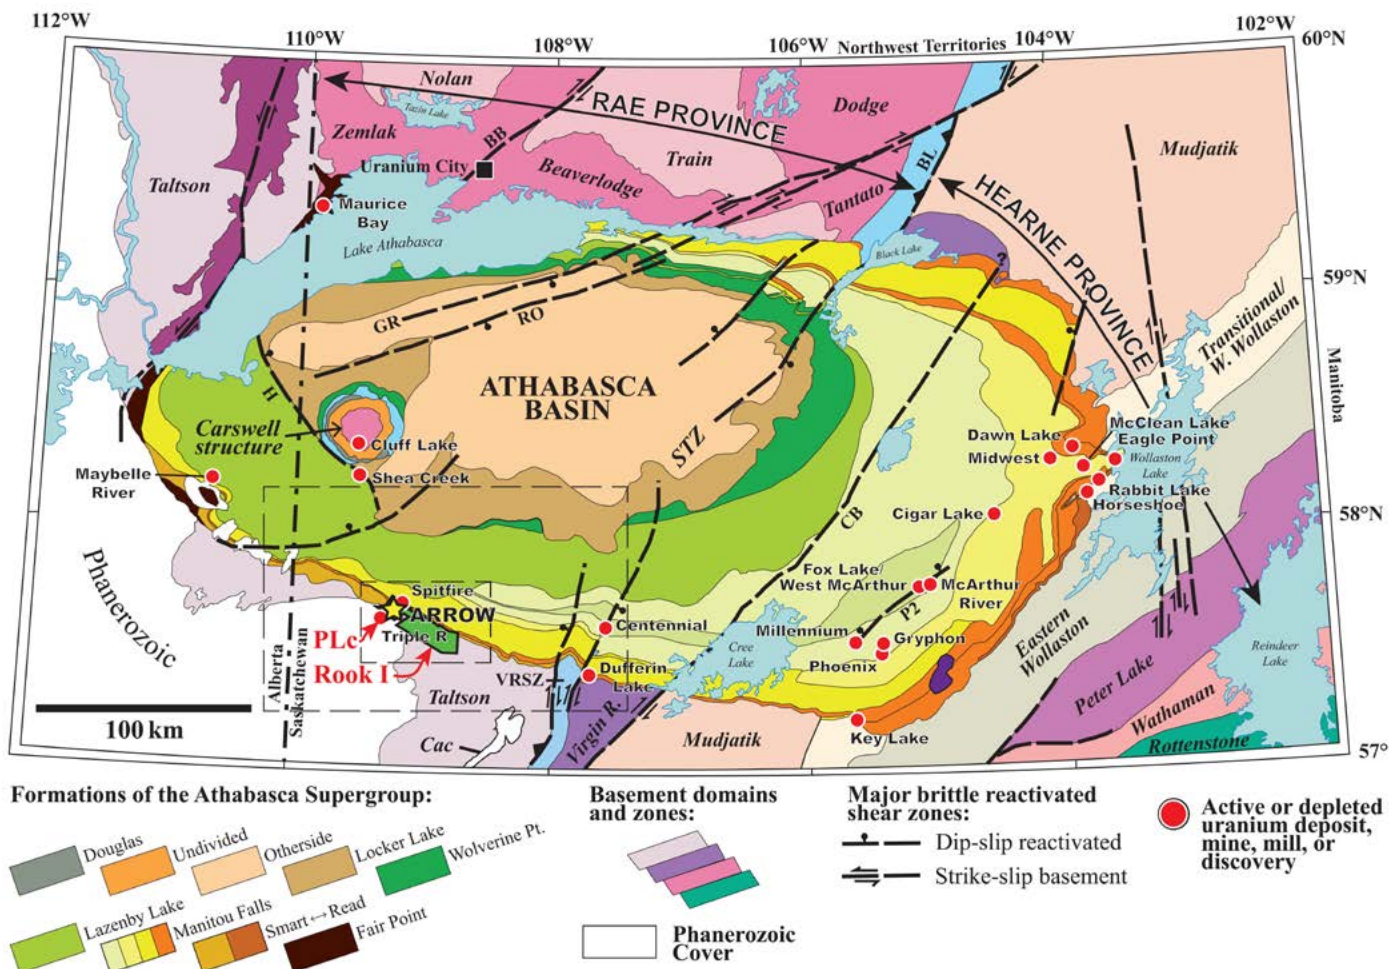 112°W
110°W
108°W
106°W
Northwest Territories
104°W
102°W
60°N
Nolan
Tazin Lake
RAE PROVINCE
Dodge
Zemlak
BB
Train
Mudjatik
Uranium City
Beaverlodge
BL
Taltson
Tantato
HEARNE PROVINCE
Maurice
Bay
Lake Athabasca
Black Lake
?
59°N
GR
RO
Transitional/
W. Wollaston
Manitoba
H
ATHABASCA
BASIN
Carswell
structure
STZ
McClean Lake
Dawn Lake
Eagle Point
Cluff Lake
Midwest
Wollaston
Lake
Maybelle
River
Shea Creek
Rabbit Lake
Horseshoe
CB
Cigar Lake
58°N
Phanerozoic
Fox Lake/
West McArthur
McArthur
River
Spitfire
P2
ARROW
PLc
Triple R
Centennial
Millennium
Gryphon
Eastern
Wollaston
Rook I
Cree
Lake
Phoenix
Reindeer
Lake
Alberta
Saskatchewan
VRSZ
Dufferin
Lake
Peter Lake
Taltson
Virgin R.
Wathaman
100 km
Cac
Mudjatik
Key Lake
Rottenstone
57°
Formations of the Athabasca Supergroup:
Douglas
Undivided
Otherside
Locker Lake
Wolverine Pt.
Lazenby Lake
Manitou Falls
Smart↔Read
Fair Point
Basement domains
and zones:
Phanerozoic
Cover
Major brittle reactivated
shear zones:
Dip-slip reactivated
Strike-slip basement
Active or depleted
uranium deposit,
mine, mill, or
discovery